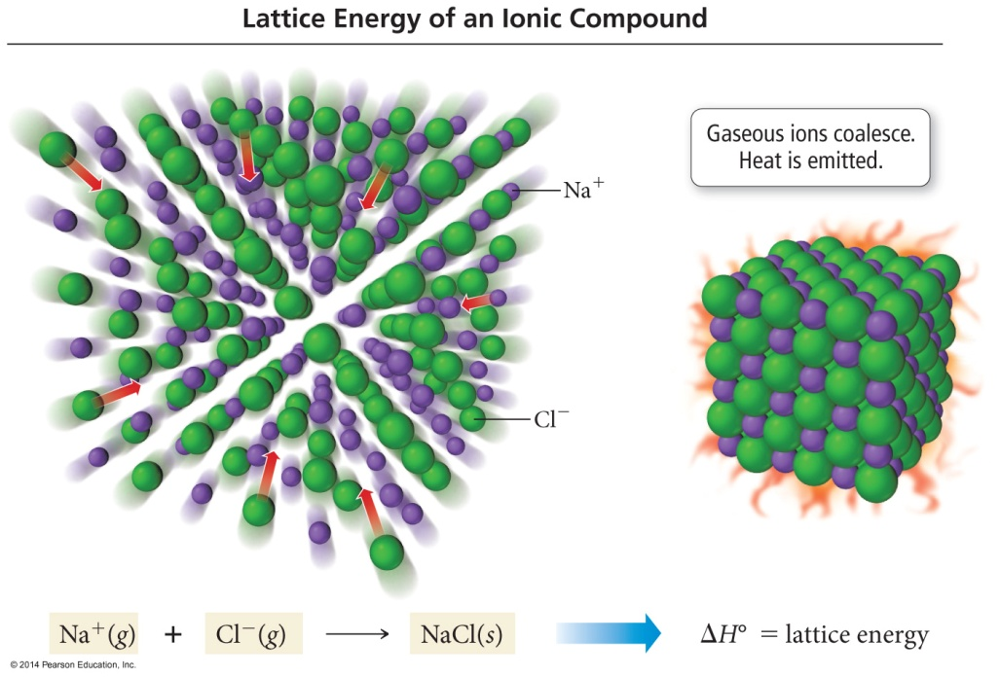 Lattice Energy of an Ionic Compound
Gaseous ions coalesce.
Heat is emitted.
Na⁺
Cl⁻
Na⁺(g) + Cl⁻(g) ⟶ NaCl(s) ΔH° = lattice energy
© 2014 Pearson Education, Inc.